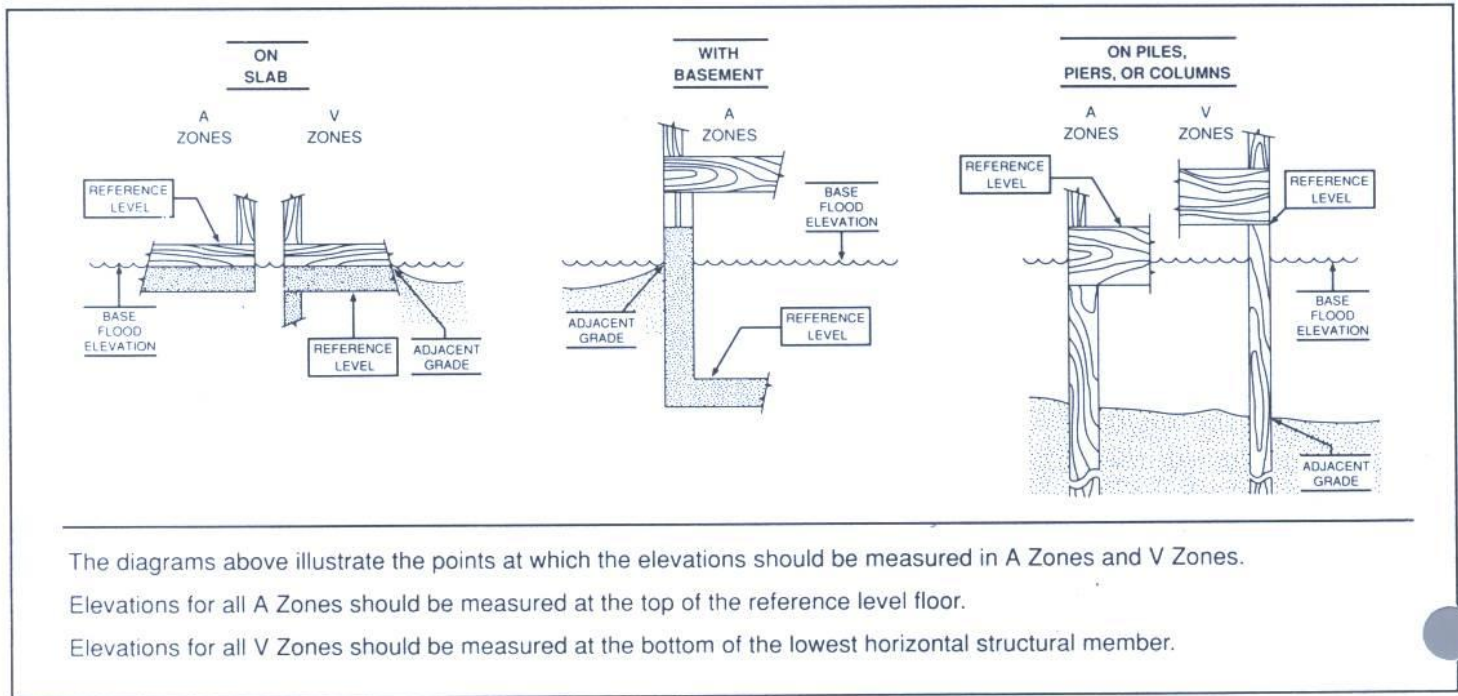 ON
SLAB
A
ZONES
V
ZONES
REFERENCE
LEVEL
BASE
FLOOD
ELEVATION
REFERENCE
LEVEL
ADJACENT
GRADE
WITH
BASEMENT
A
ZONES
BASE
FLOOD
ELEVATION
ADJACENT
GRADE
REFERENCE
LEVEL
ON PILES,
PIERS, OR COLUMNS
A
ZONES
V
ZONES
REFERENCE
LEVEL
REFERENCE
LEVEL
BASE
FLOOD
ELEVATION
ADJACENT
GRADE
The diagrams above illustrate the points at which the elevations should be measured in A Zones and V Zones.
Elevations for all A Zones should be measured at the top of the reference level floor.
Elevations for all V Zones should be measured at the bottom of the lowest horizontal structural member.